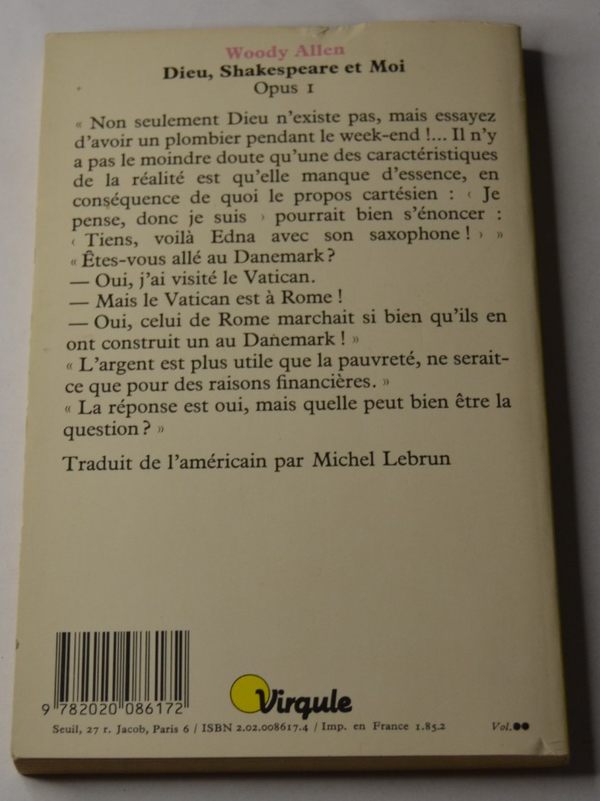 Woody Allen
Dieu, Shakespeare et Moi
Opus 1
« Non seulement Dieu n'existe pas, mais essayez
d'avoir un plombier pendant le week-end !... Il n'y
a pas le moindre doute qu'une des caractéristiques
de la réalité est qu'elle manque d'essence, en
conséquence de quoi le propos cartésien : ‹ Je
pense, donc je suis › pourrait bien s'énoncer :
‹ Tiens, voilà Edna avec son saxophone ! › »
« Êtes-vous allé au Danemark ?
— Oui, j'ai visité le Vatican.
— Mais le Vatican est à Rome !
— Oui, celui de Rome marchait si bien qu'ils en
ont construit un au Danemark ! »
« L'argent est plus utile que la pauvreté, ne serait-
ce que pour des raisons financières. »
« La réponse est oui, mais quelle peut bien être la
question ? »
Traduit de l'américain par Michel Lebrun
9 782020 086172
Virgule
Seuil, 27 r. Jacob, Paris 6 / ISBN 2.02.008617.4 / Imp. en France 1.85.2
Vol.●●